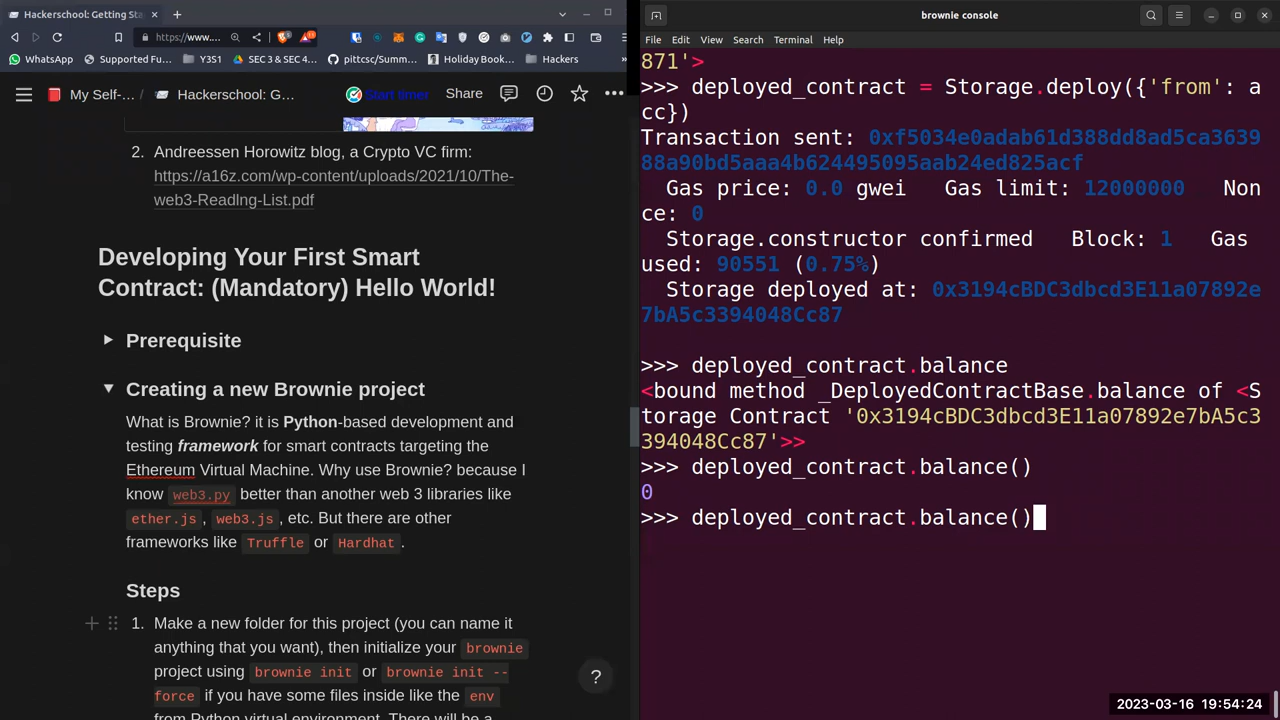 Hackerschool: Getting Sta
https://www....
WhatsApp
Supported Fu...
Y3S1
SEC 3 & SEC 4...
pittcsc/Summ...
Holiday Book...
Hackers
»
My Self-... /
Hackerschool: G...
Start timer
Share
2. Andreessen Horowitz blog, a Crypto VC firm:
https://a16z.com/wp-content/uploads/2021/10/The-
web3-Readlng-List.pdf
Developing Your First Smart
Contract: (Mandatory) Hello World!
Prerequisite
Creating a new Brownie project
What is Brownie? it is Python-based development and
testing framework for smart contracts targeting the
Ethereum Virtual Machine. Why use Brownie? because I
know web3.py better than another web 3 libraries like
ether.js, web3.js, etc. But there are other
frameworks like Truffle or Hardhat.
Steps
1. Make a new folder for this project (you can name it
anything that you want), then initialize your brownie
project using brownie init or brownie init --
force if you have some files inside like the env
from Python virtual environment. There will be a
?
brownie console
File Edit View Search Terminal Help
871'>
>>> deployed_contract = Storage.deploy({'from': a
cc})
Transaction sent: 0xf5034e0adab61d388dd8ad5ca3639
88a90bd5aaa4b624495095aab24ed825acf
Gas price: 0.0 gwei Gas limit: 12000000 Non
ce: 0
Storage.constructor confirmed Block: 1 Gas
used: 90551 (0.75%)
Storage deployed at: 0x3194cBDC3dbcd3E11a07892e
7bA5c3394048Cc87
>>> deployed_contract.balance
<bound method _DeployedContractBase.balance of <S
torage Contract '0x3194cBDC3dbcd3E11a07892e7bA5c3
394048Cc87'>>
>>> deployed_contract.balance()
0
>>> deployed_contract.balance()
2023-03-16 19:54:24